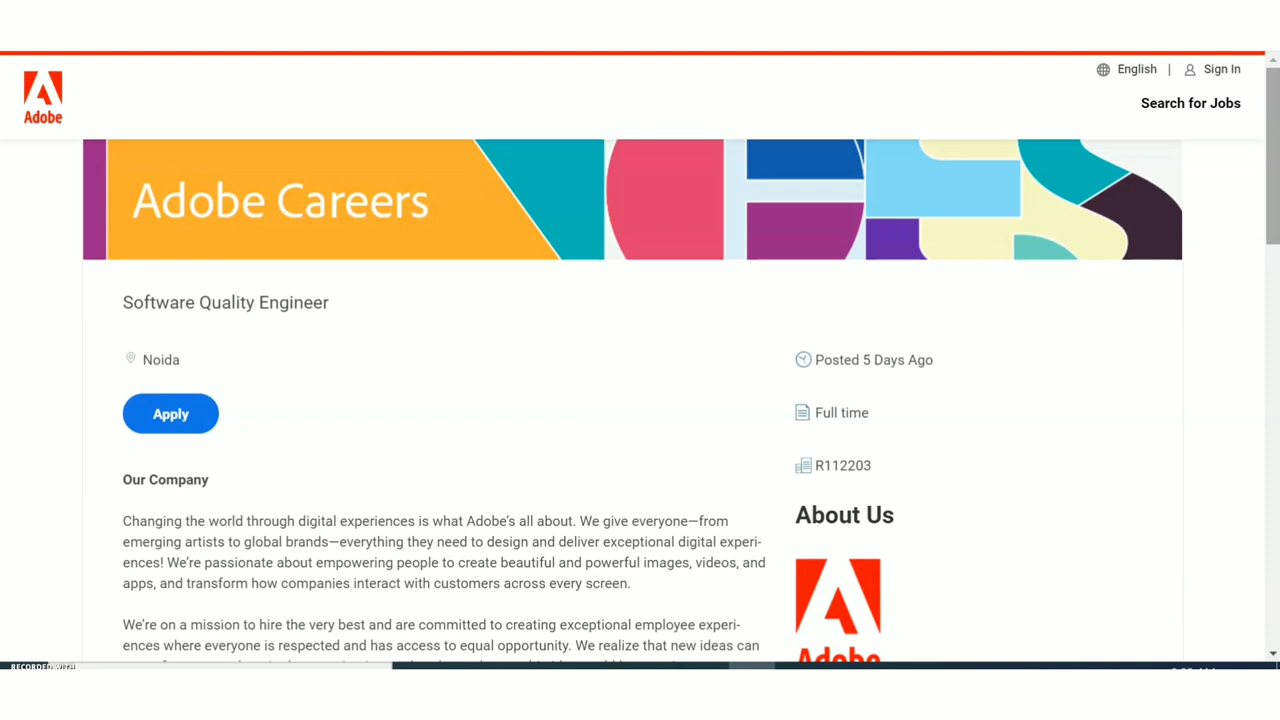 English | Sign In
Adobe
Search for Jobs
Adobe Careers
Software Quality Engineer
Noida
Posted 5 Days Ago
Apply
Full time
R112203
Our Company
About Us
Changing the world through digital experiences is what Adobe's all about. We give everyone—from
emerging artists to global brands—everything they need to design and deliver exceptional digital experi-
ences! We're passionate about empowering people to create beautiful and powerful images, videos, and
apps, and transform how companies interact with customers across every screen.
We're on a mission to hire the very best and are committed to creating exceptional employee experi-
ences where everyone is respected and has access to equal opportunity. We realize that new ideas can
Adobe
RECORDED WITH